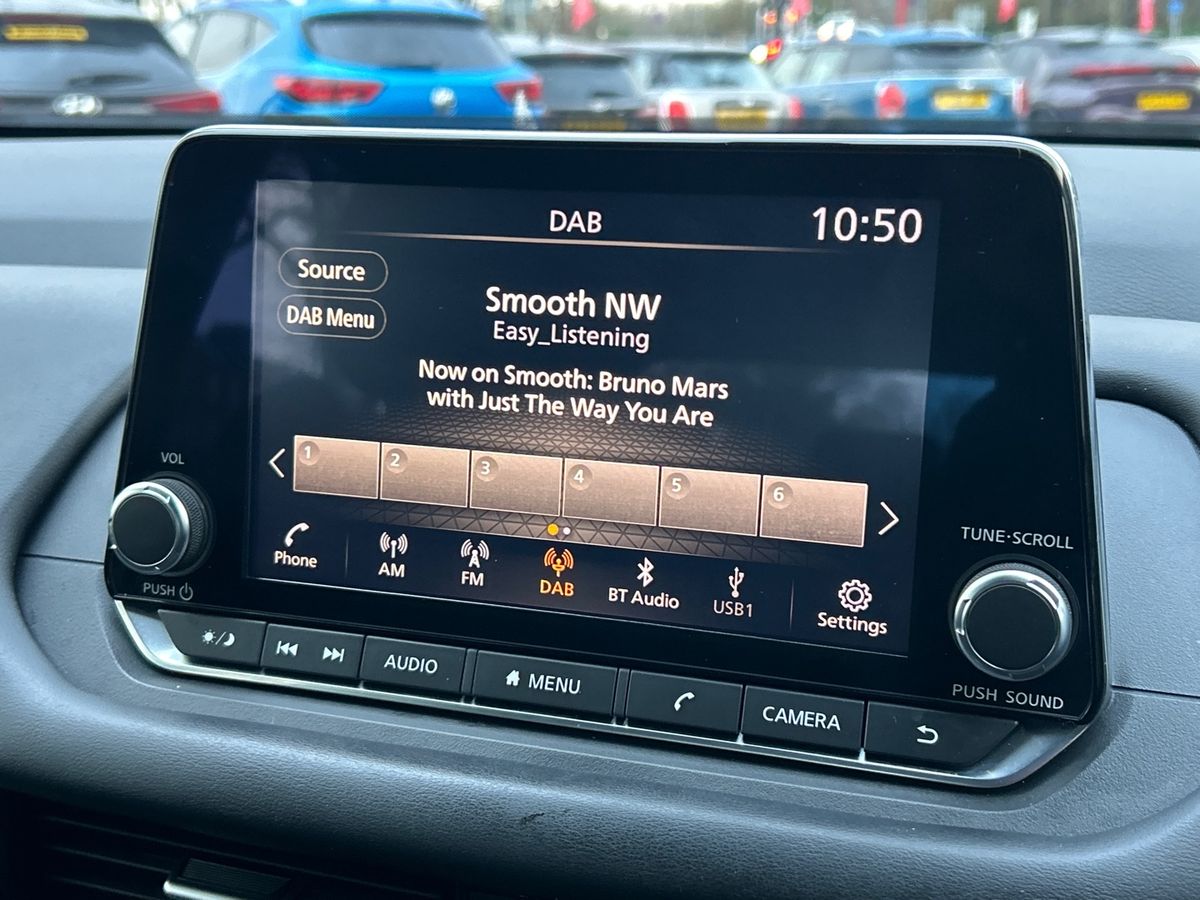 DAB
10:50
Source
DAB Menu
Smooth NW
Easy_Listening
Now on Smooth: Bruno Mars
with Just The Way You Are
1 2 3 4 5 6
Phone AM FM DAB BT Audio USB1 Settings
VOL
PUSH
TUNE·SCROLL
PUSH SOUND
AUDIO MENU CAMERA